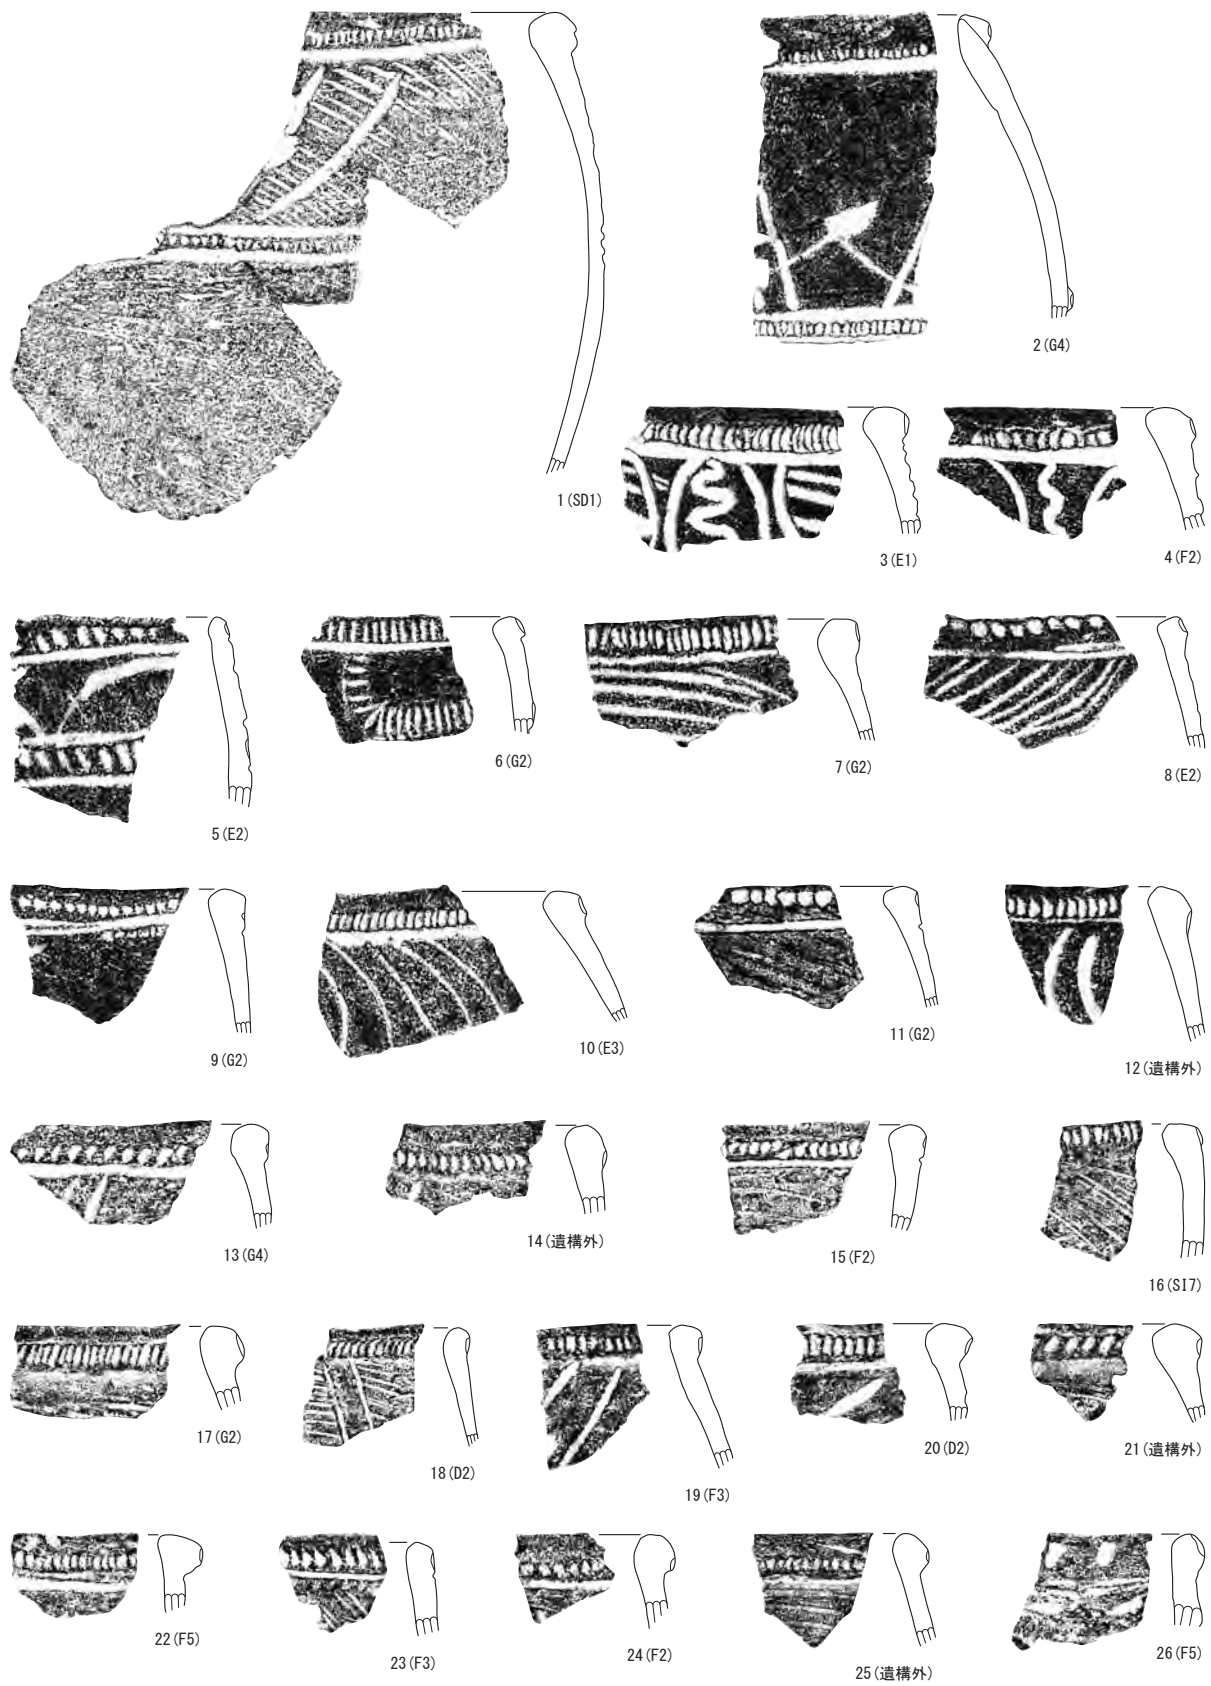 1(SD1)
2(G4)
3(E1)
4(F2)
5(E2)
6(G2)
7(G2)
8(E2)
9(G2)
10(E3)
11(G2)
12(遺構外)
13(G4)
14(遺構外)
15(F2)
16(SI7)
17(G2)
18(D2)
19(F3)
20(D2)
21(遺構外)
22(F5)
23(F3)
24(F2)
25(遺構外)
26(F5)